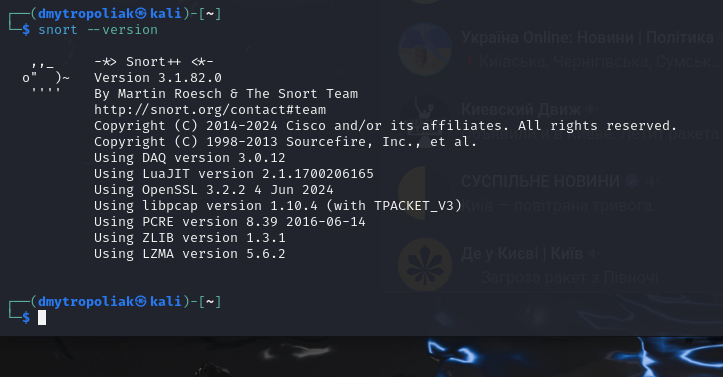 ┌──(dmytropoliak㉿kali)-[~]
└─$ snort --version
   ,,_     -*> Snort++ <*-
  o"  )~   Version 3.1.82.0
   ''''    By Martin Roesch & The Snort Team
           http://snort.org/contact#team
           Copyright (C) 2014-2024 Cisco and/or its affiliates. All rights reserved.
           Copyright (C) 1998-2013 Sourcefire, Inc., et al.
           Using DAQ version 3.0.12
           Using LuaJIT version 2.1.1700206165
           Using OpenSSL 3.2.2 4 Jun 2024
           Using libpcap version 1.10.4 (with TPACKET_V3)
           Using PCRE version 8.39 2016-06-14
           Using ZLIB version 1.3.1
           Using LZMA version 5.6.2
┌──(dmytropoliak㉿kali)-[~]
└─$
Україна Online: Новини | Політика
Київська, Чернігівська, Сумськ...
Киевский Движ
ракета
СУСПІЛЬНЕ НОВИНИ
Київ — повітряна тривога
Де у Києві | Київ
Загроза ракет з Півночі